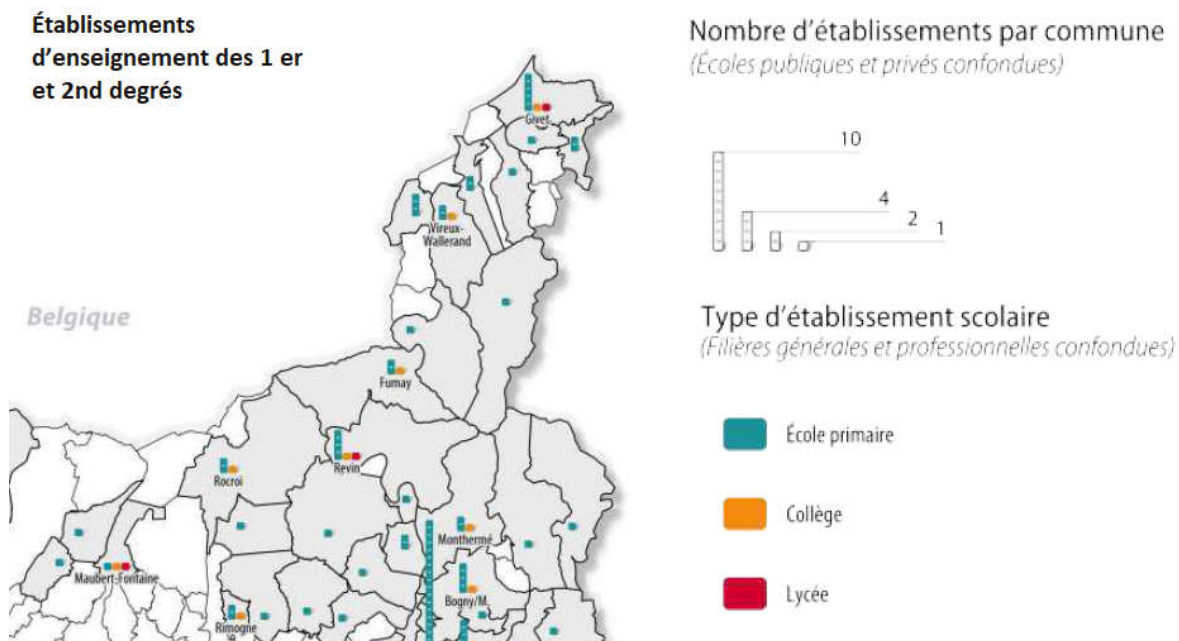 Établissements
d'enseignement des 1 er
et 2nd degrés
Nombre d'établissements par commune
(Écoles publiques et privés confondues)
10
4
2
1
Type d'établissement scolaire
(Filières générales et professionnelles confondues)
École primaire
Collège
Lycée
Givet
Vireux-
Wallerand
Belgique
Fumay
Revin
Rocroi
Monthermé
Maubert-Fontaine
Bogny/M.
Rimogne